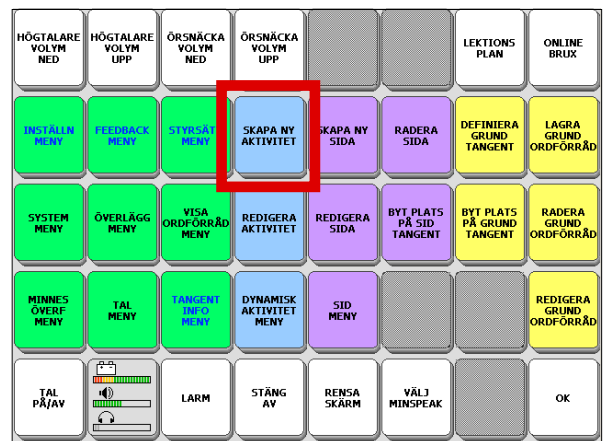 HÖGTALARE VOLYM NED
HÖGTALARE VOLYM UPP
ÖRSNÄCKA VOLYM NED
ÖRSNÄCKA VOLYM UPP
LEKTIONS PLAN
ONLINE BRUX
INSTÄLLN MENY
FEEDBACK MENY
STYRSÄT MENY
SKAPA NY AKTIVITET
SKAPA NY SIDA
RADERA SIDA
DEFINIERA GRUND TANGENT
LAGRA GRUND ORDFÖRRÅD
SYSTEM MENY
ÖVERLÄGG MENY
VISA ORDFÖRRÅD MENY
REDIGERA AKTIVITET
REDIGERA SIDA
BYT PLATS PÅ SID TANGENT
BYT PLATS PÅ GRUND TANGENT
RADERA GRUND ORDFÖRRÅD
MINNES ÖVERF MENY
TAL MENY
TANGENT INFO MENY
DYNAMISK AKTIVITET MENY
SID MENY
REDIGERA GRUND ORDFÖRRÅD
TAL PÅ/AV
LARM
STÄNG AV
RENSA SKÄRM
VÄLJ MINSPEAK
OK